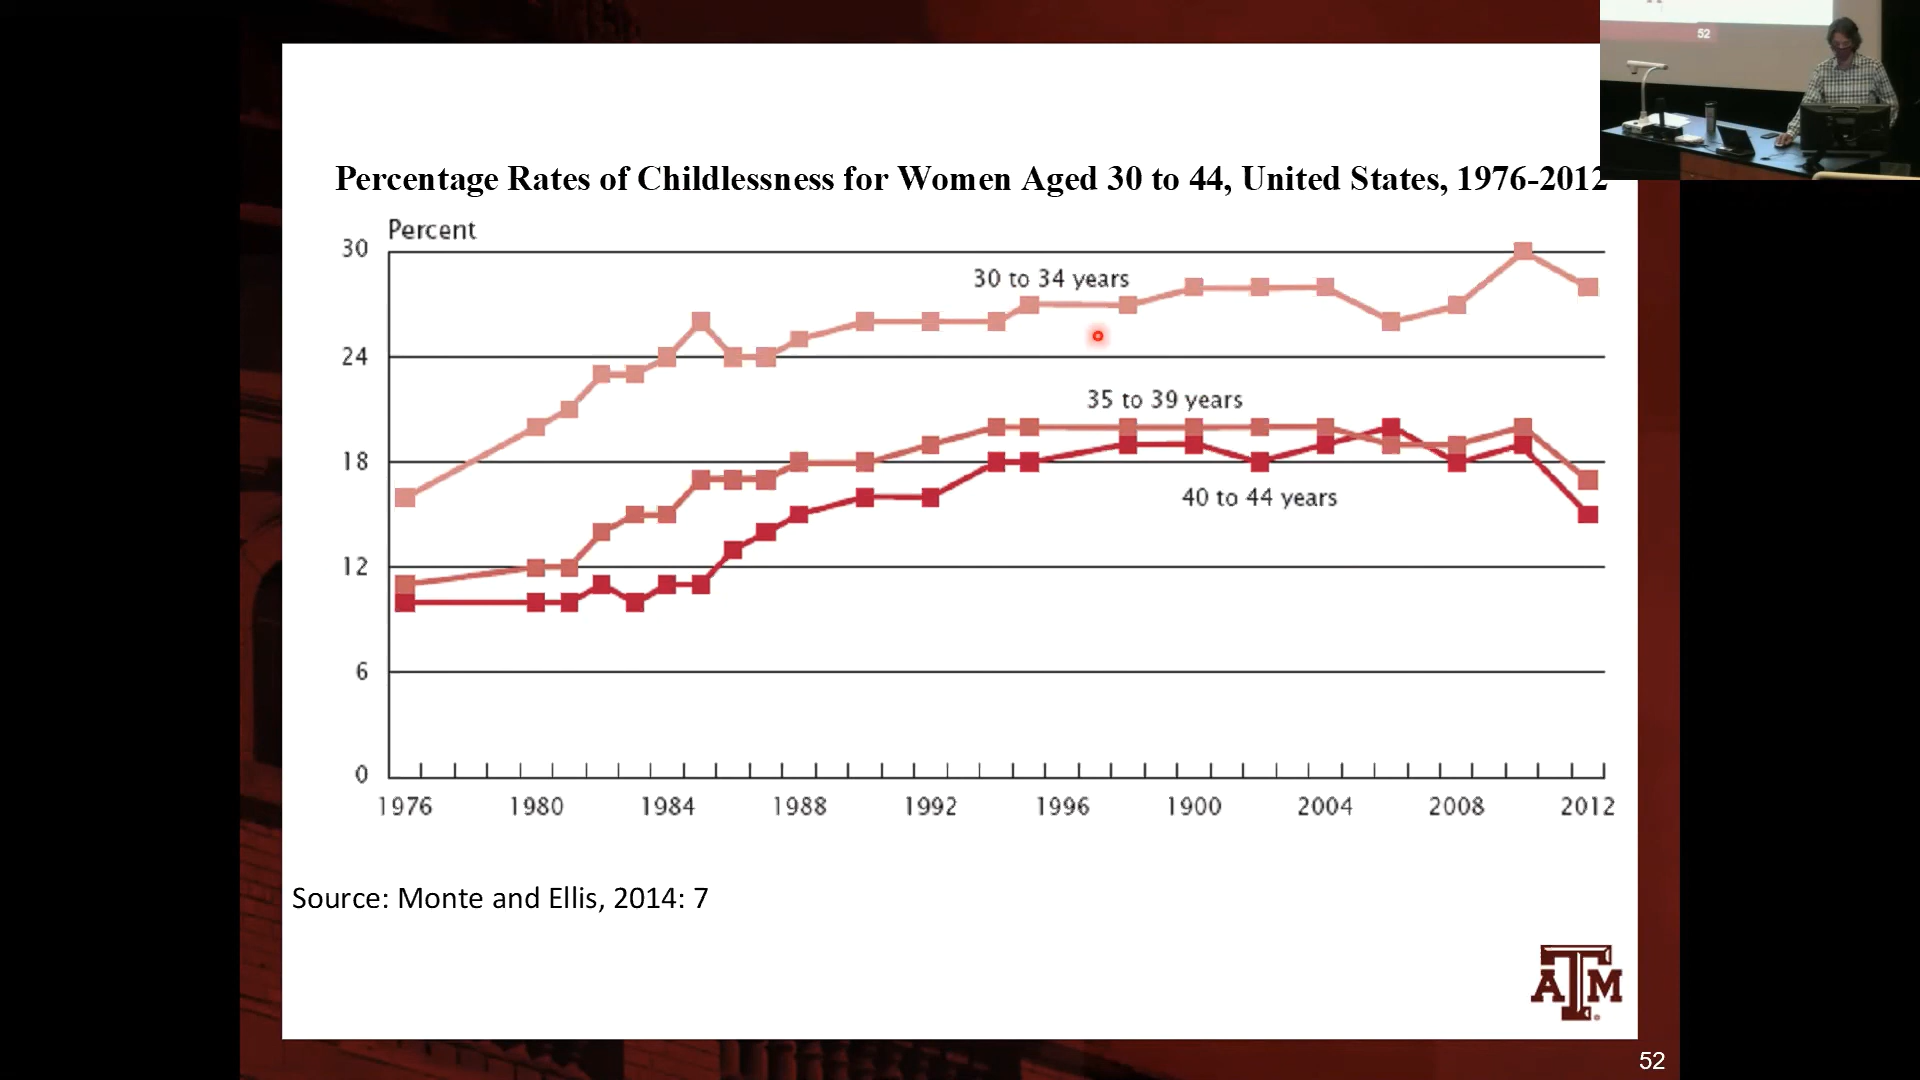 52
Percentage Rates of Childlessness for Women Aged 30 to 44, United States, 1976-2012
Percent
30
24
18
12
6
0
30 to 34 years
35 to 39 years
40 to 44 years
1976 1980 1984 1988 1992 1996 1900 2004 2008 2012
Source: Monte and Ellis, 2014: 7
ATM
52